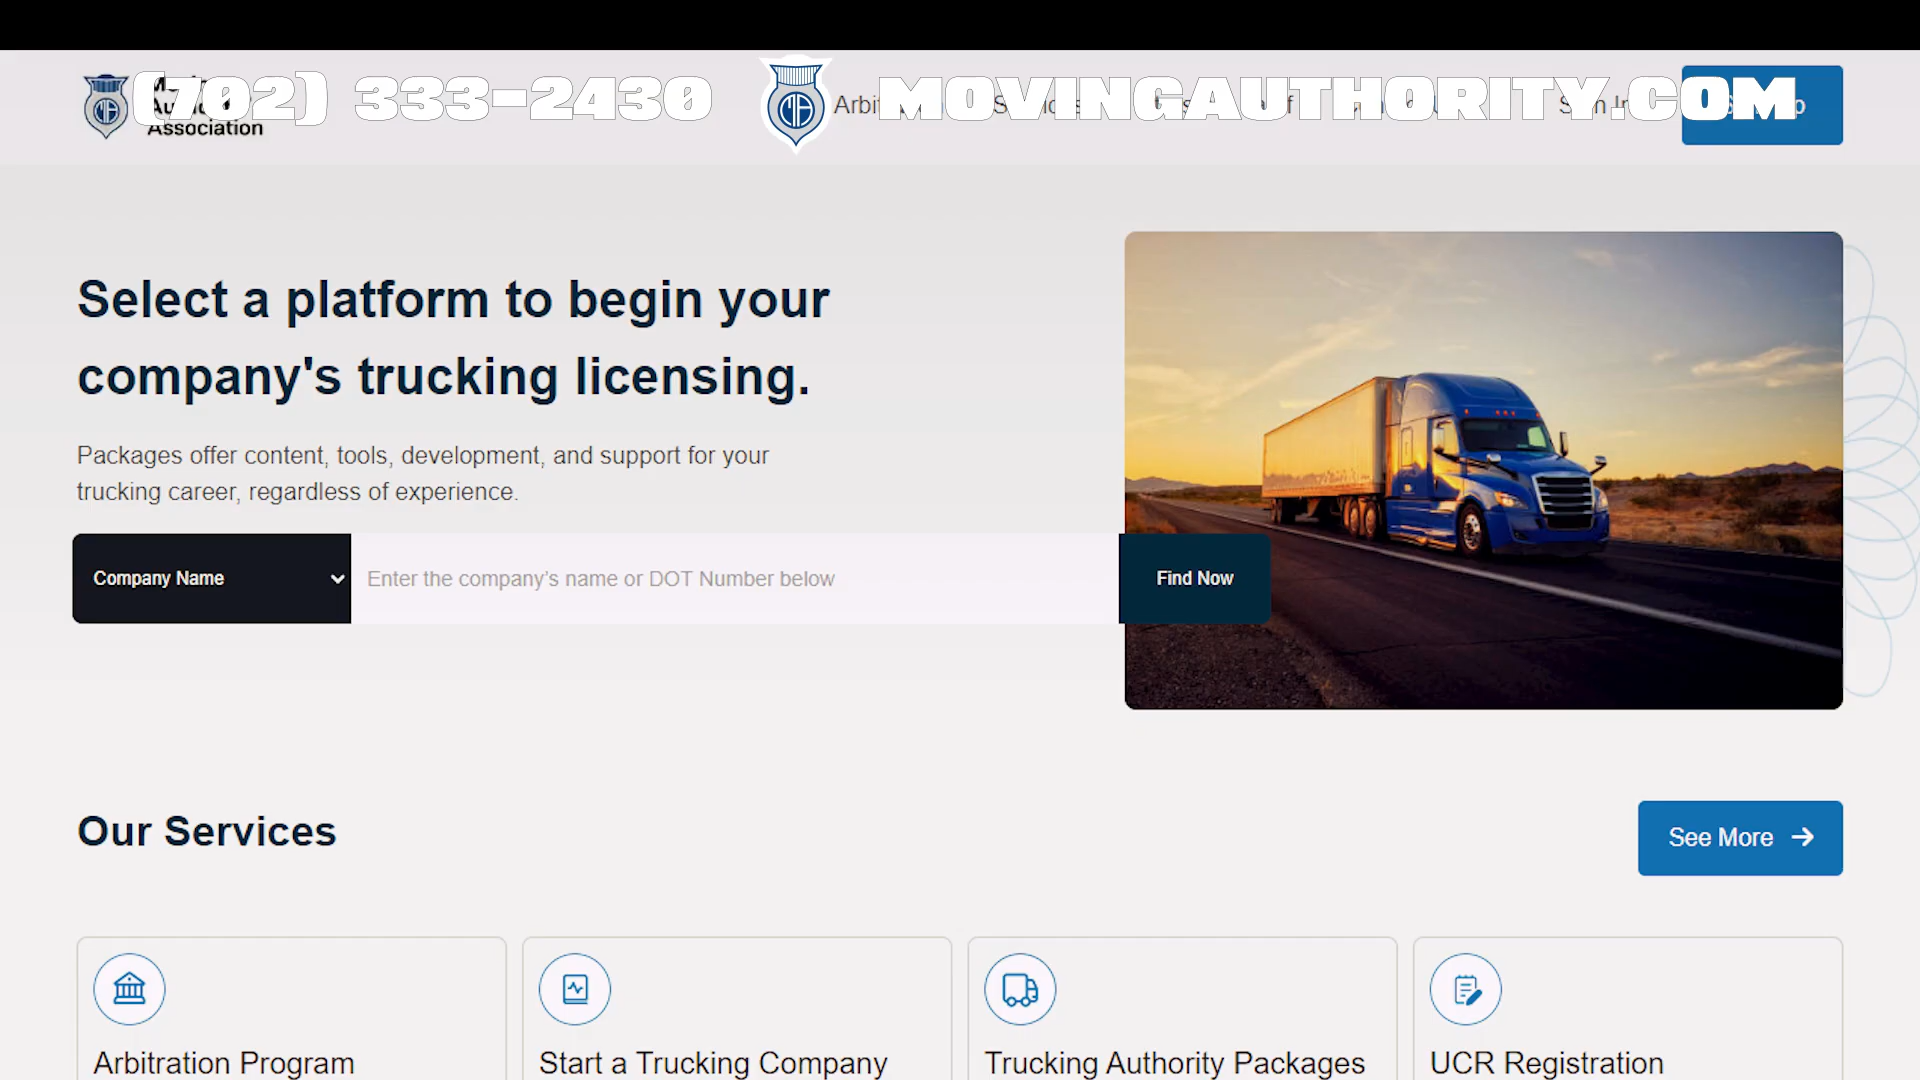 (702) 333-2430
MOVINGAUTHORITY.COM
Association
Select a platform to begin your
company's trucking licensing.
Packages offer content, tools, development, and support for your
trucking career, regardless of experience.
Company Name
Enter the company's name or DOT Number below
Find Now
Our Services
See More
Arbitration Program
Start a Trucking Company
Trucking Authority Packages
UCR Registration